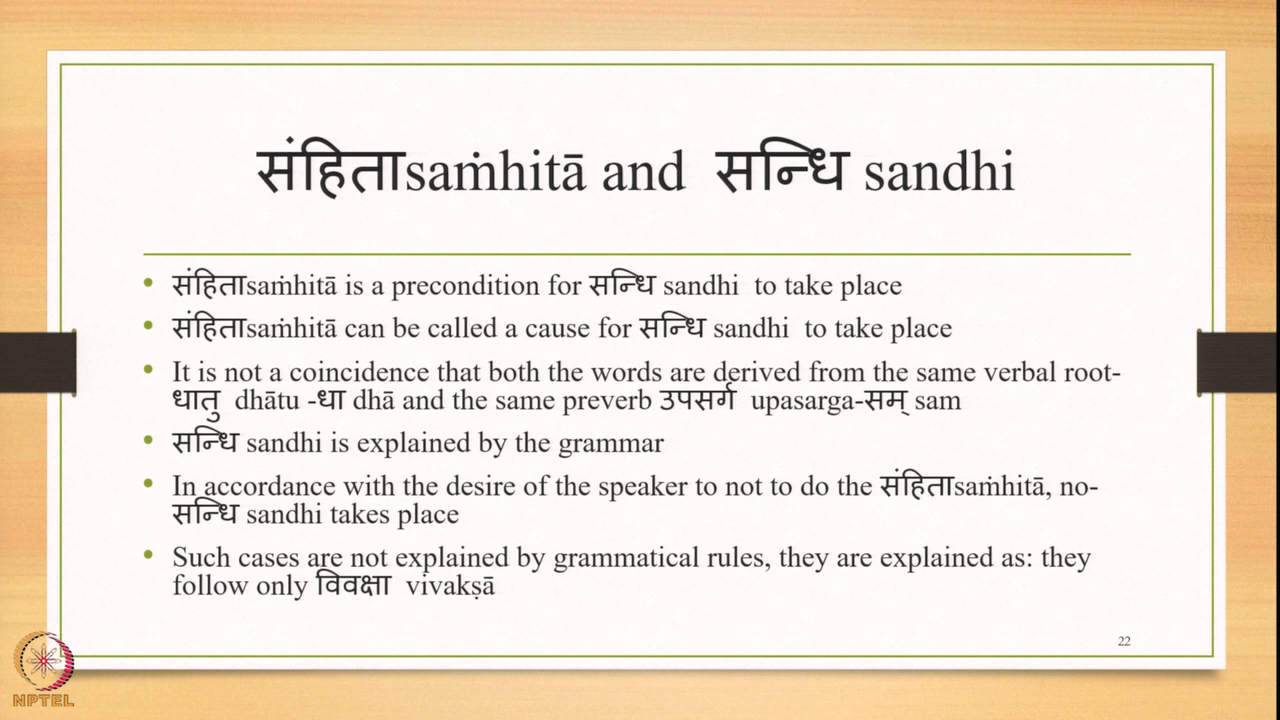 संहिताsaṁhitā and सन्धि sandhi
• संहिताsaṁhitā is a precondition for सन्धि sandhi to take place
• संहिताsaṁhitā can be called a cause for सन्धि sandhi to take place
• It is not a coincidence that both the words are derived from the same verbal root-
धातु dhātu -धा dhā and the same preverb उपसर्ग upasarga-सम् sam
• सन्धि sandhi is explained by the grammar
• In accordance with the desire of the speaker to not to do the संहिताsaṁhitā, no-
सन्धि sandhi takes place
• Such cases are not explained by grammatical rules, they are explained as: they
follow only विवक्षा vivakṣā
22
NPTEL